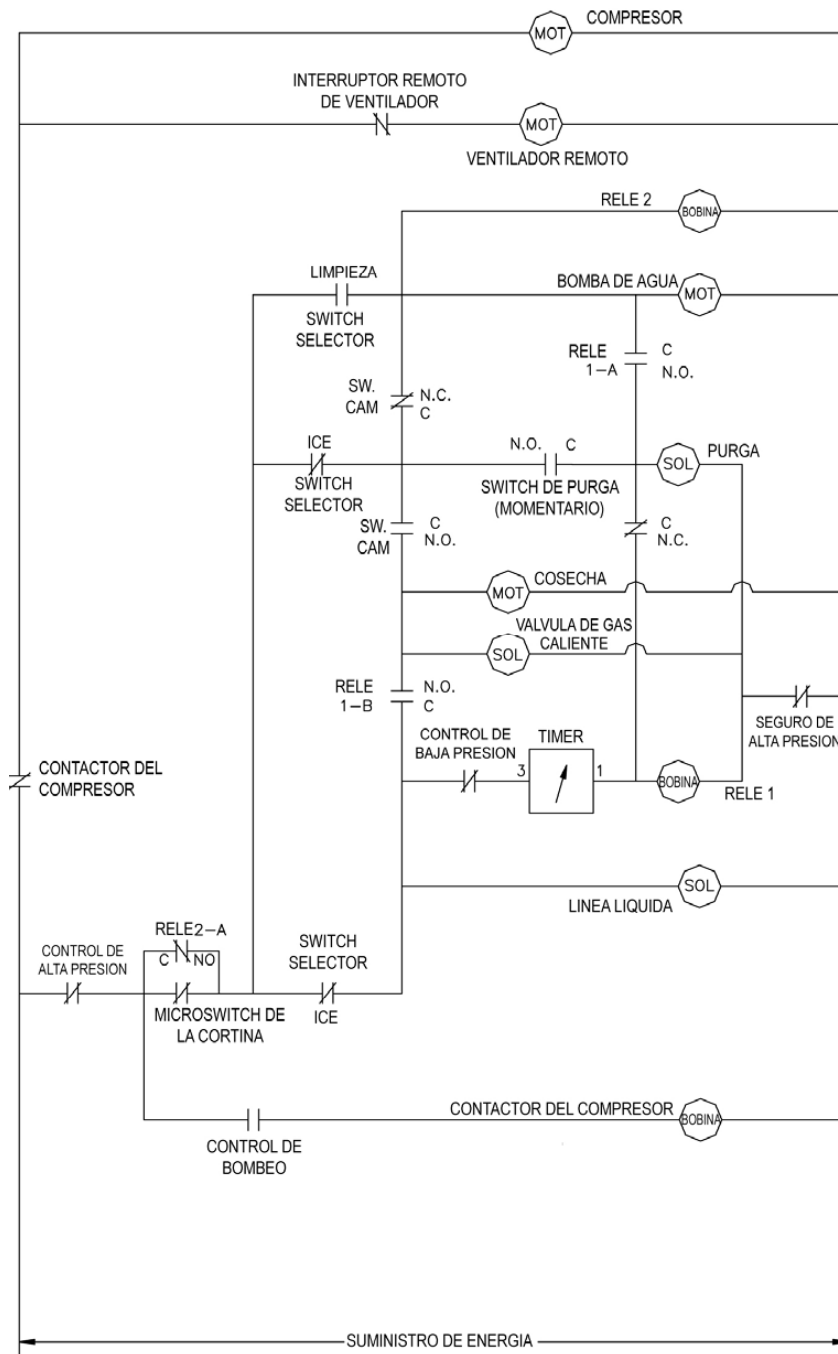 COMPRESOR
MOT
INTERRUPTOR REMOTO
DE VENTILADOR
MOT
VENTILADOR REMOTO
RELE 2
BOBINA
LIMPIEZA
SWITCH
SELECTOR
BOMBA DE AGUA
MOT
RELE
1-A
C
N.O.
SW.
CAM
N.C.
C
ICE
SWITCH
SELECTOR
N.O.
C
SWITCH DE PURGA
(MOMENTARIO)
SOL
PURGA
SW.
CAM
C
N.O.
C
N.C.
MOT
COSECHA
VALVULA DE GAS
CALIENTE
SOL
RELE
1-B
N.O.
C
CONTROL DE
BAJA PRESION
TIMER
3
1
BOBINA
RELE 1
SEGURO DE
ALTA PRESION
CONTACTOR DEL
COMPRESOR
SOL
LINEA LIQUIDA
CONTROL DE
ALTA PRESION
RELE2-A
C
NO
MICROSWITCH DE
LA CORTINA
SWITCH
SELECTOR
ICE
CONTACTOR DEL COMPRESOR
BOBINA
CONTROL DE
BOMBEO
SUMINISTRO DE ENERGIA